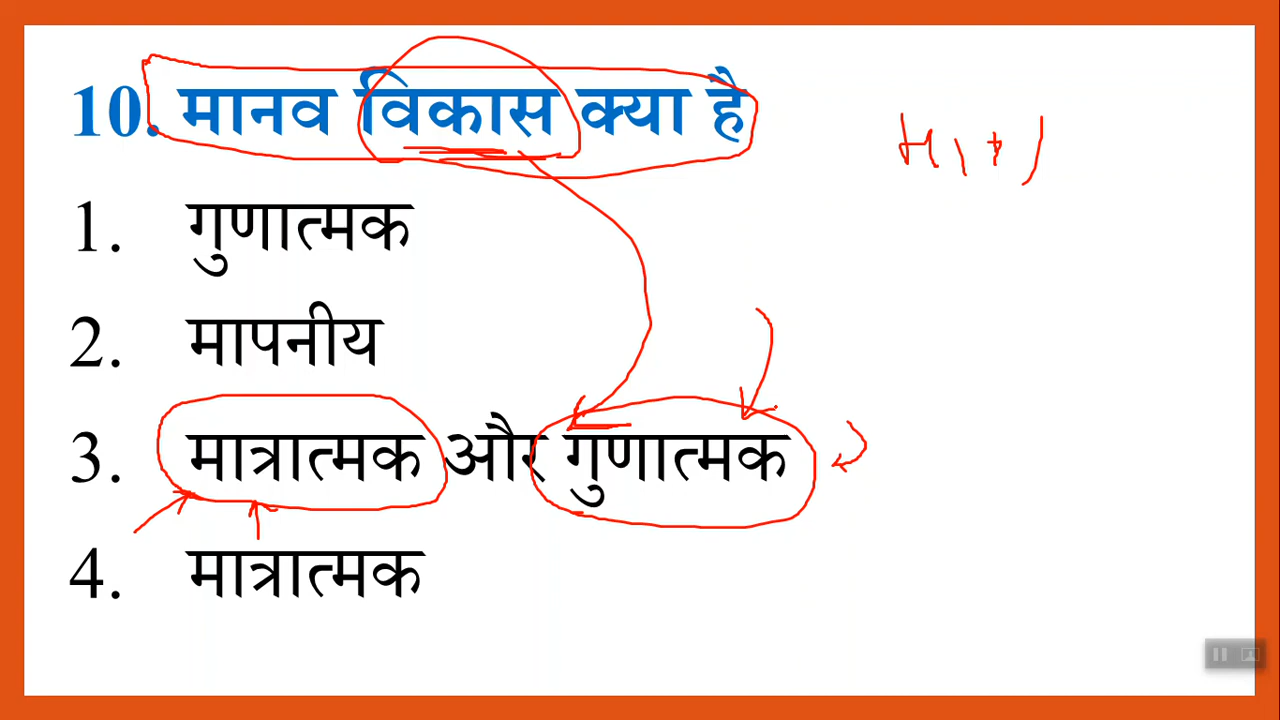 10. मानव विकास क्या है
1. गुणात्मक
2. मापनीय
3. मात्रात्मक और गुणात्मक
4. मात्रात्मक